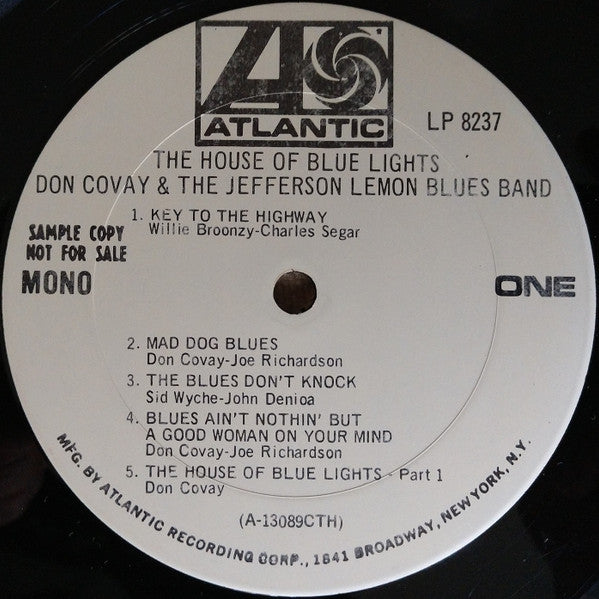 ATLANTIC
LP 8237
THE HOUSE OF BLUE LIGHTS
DON COVAY & THE JEFFERSON LEMON BLUES BAND
1. KEY TO THE HIGHWAY
Willie Broonzy-Charles Segar
SAMPLE COPY
NOT FOR SALE
MONO
ONE
2. MAD DOG BLUES
Don Covay-Joe Richardson
3. THE BLUES DON'T KNOCK
Sid Wyche-John Denioa
4. BLUES AIN'T NOTHIN' BUT
A GOOD WOMAN ON YOUR MIND
Don Covay-Joe Richardson
5. THE HOUSE OF BLUE LIGHTS - Part 1
Don Covay
(A-13089CTH)
MFG. BY ATLANTIC RECORDING CORP., 1841 BROADWAY, NEW YORK, N.Y.